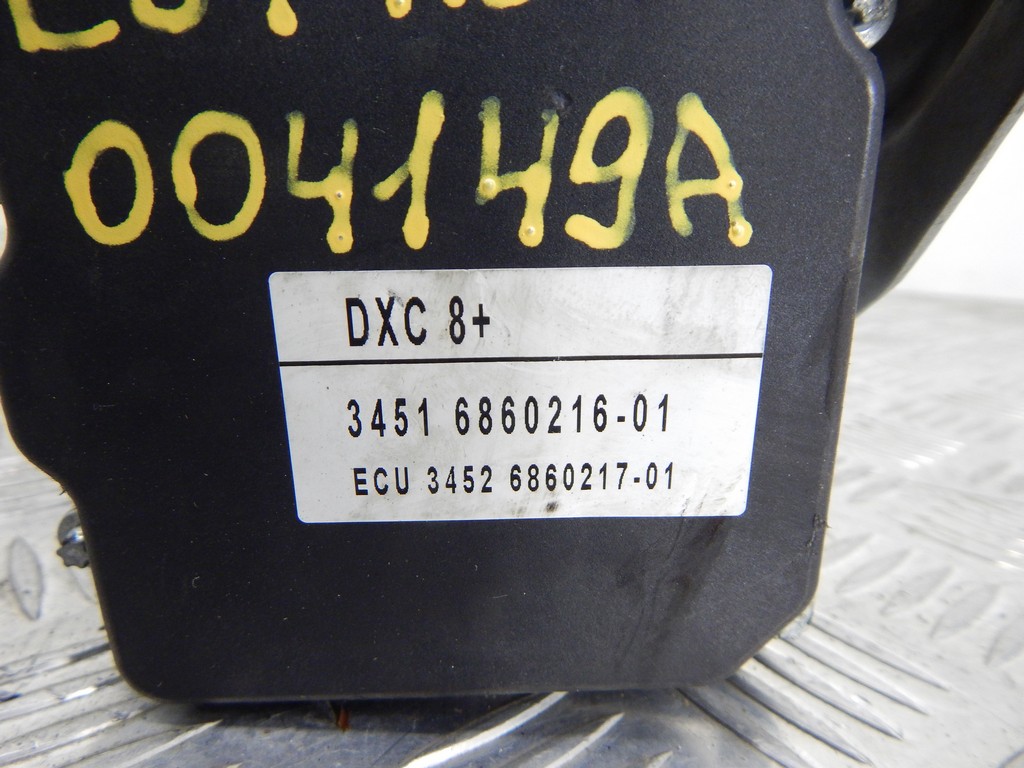 004149A
DXC 8+
3451 6860216-01
ECU 3452 6860217-01